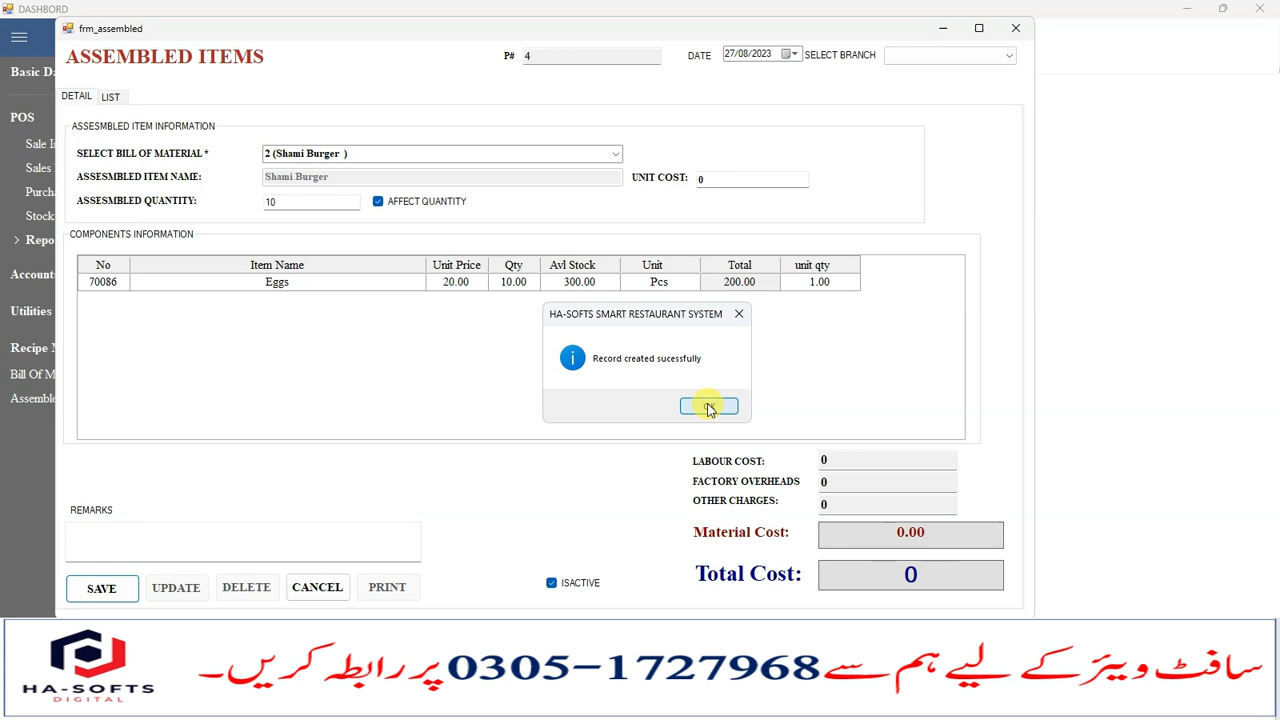 DASHBORD
frm_assembled
ASSEMBLED ITEMS
P# 4
DATE 27/08/2023
SELECT BRANCH
Basic Da
DETAIL LIST
POS
ASSESMBLED ITEM INFORMATION
Sale In
SELECT BILL OF MATERIAL * 2 (Shami Burger )
Sales
ASSESMBLED ITEM NAME: Shami Burger
UNIT COST: 0
Purcha
ASSESMBLED QUANTITY: 10
AFFECT QUANTITY
Stock
Repo
COMPONENTS INFORMATION
No Item Name Unit Price Qty Avl Stock Unit Total unit qty
70086 Eggs 20.00 10.00 300.00 Pcs 200.00 1.00
Account
Utilities
Recipe M
Bill Of M
Assemble
HA-SOFTS SMART RESTAURANT SYSTEM
Record created sucessfully
LABOUR COST: 0
FACTORY OVERHEADS 0
OTHER CHARGES: 0
REMARKS
Material Cost: 0.00
Total Cost: 0
ISACTIVE
SAVE UPDATE DELETE CANCEL PRINT
HA-SOFTS
DIGITAL
سافٹ ویئر کے لیے ہم سے 0305-1727968 پر رابطہ کریں۔